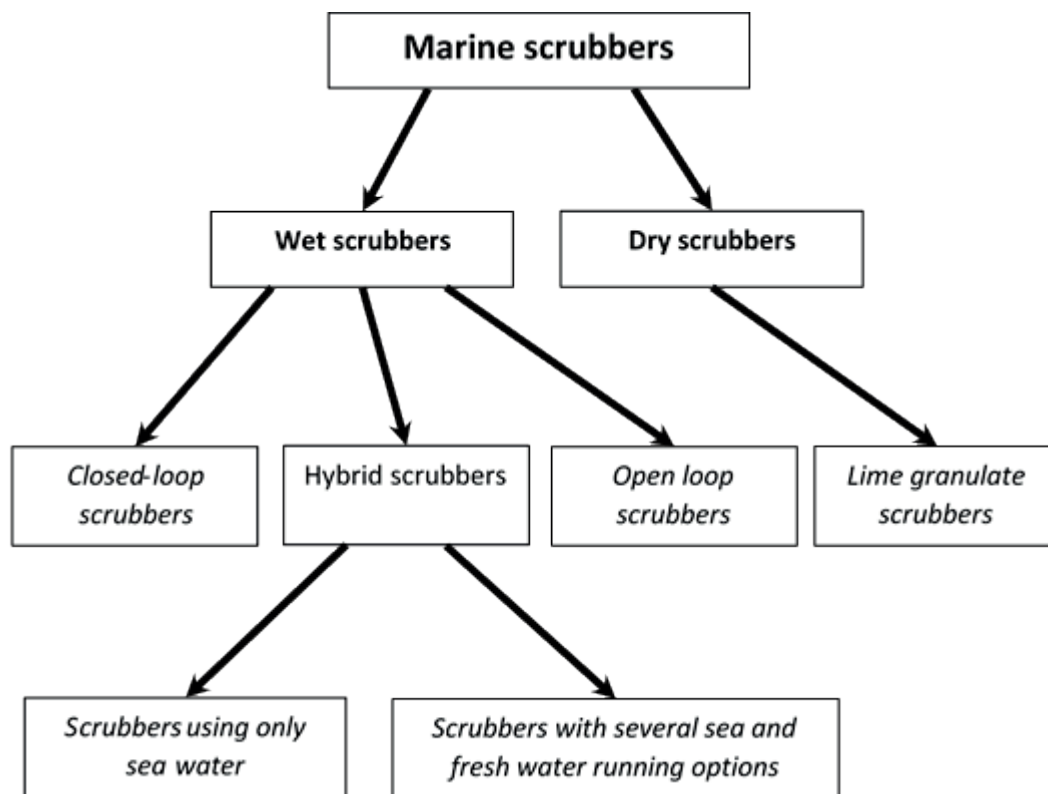 Marine scrubbers
Wet scrubbers
Dry scrubbers
Closed-loop
scrubbers
Hybrid scrubbers
Open loop
scrubbers
Lime granulate
scrubbers
Scrubbers using only
sea water
Scrubbers with several sea and
fresh water running options